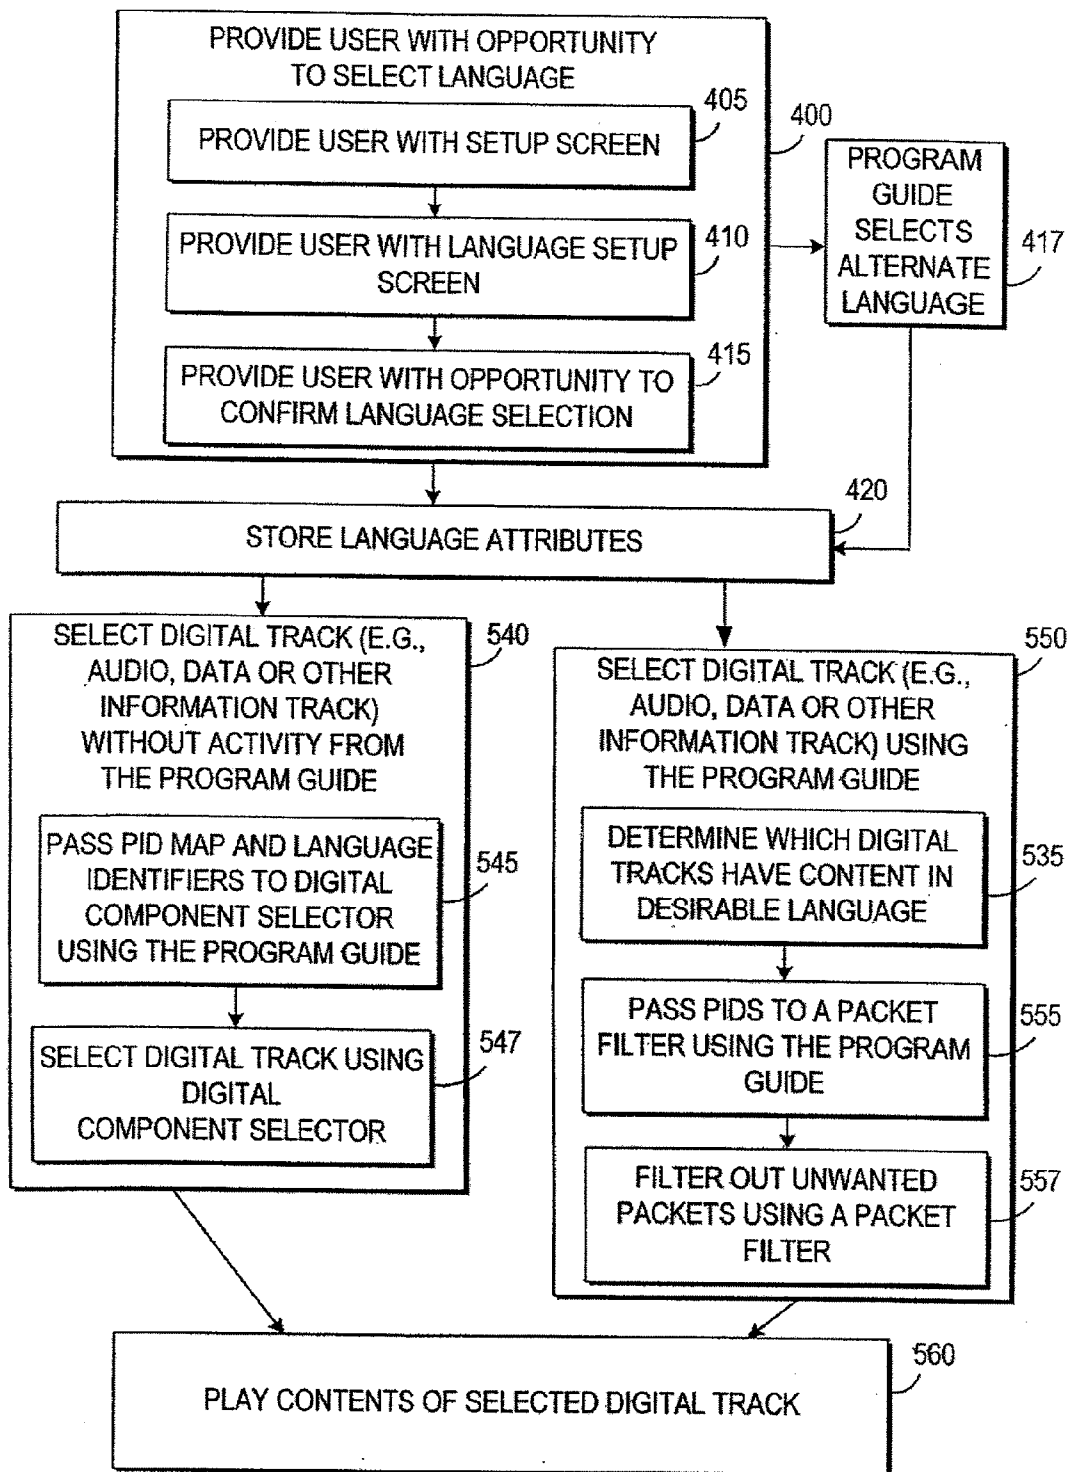 PROVIDE USER WITH OPPORTUNITY
TO SELECT LANGUAGE
405
400
PROVIDE USER WITH SETUP SCREEN
PROVIDE USER WITH LANGUAGE SETUP
SCREEN
410
PROVIDE USER WITH OPPORTUNITY TO
CONFIRM LANGUAGE SELECTION
415
PROGRAM
GUIDE
SELECTS
ALTERNATE
LANGUAGE
417
STORE LANGUAGE ATTRIBUTES
420
SELECT DIGITAL TRACK (E.G.,
AUDIO, DATA OR OTHER
INFORMATION TRACK)
WITHOUT ACTIVITY FROM
THE PROGRAM GUIDE
540
PASS PID MAP AND LANGUAGE
IDENTIFIERS TO DIGITAL
COMPONENT SELECTOR
USING THE PROGRAM GUIDE
545
SELECT DIGITAL TRACK USING
DIGITAL
COMPONENT SELECTOR
547
SELECT DIGITAL TRACK (E.G.,
AUDIO, DATA OR OTHER
INFORMATION TRACK) USING
THE PROGRAM GUIDE
550
DETERMINE WHICH DIGITAL
TRACKS HAVE CONTENT IN
DESIRABLE LANGUAGE
535
PASS PIDS TO A PACKET
FILTER USING THE PROGRAM
GUIDE
555
FILTER OUT UNWANTED
PACKETS USING A PACKET
FILTER
557
PLAY CONTENTS OF SELECTED DIGITAL TRACK
560